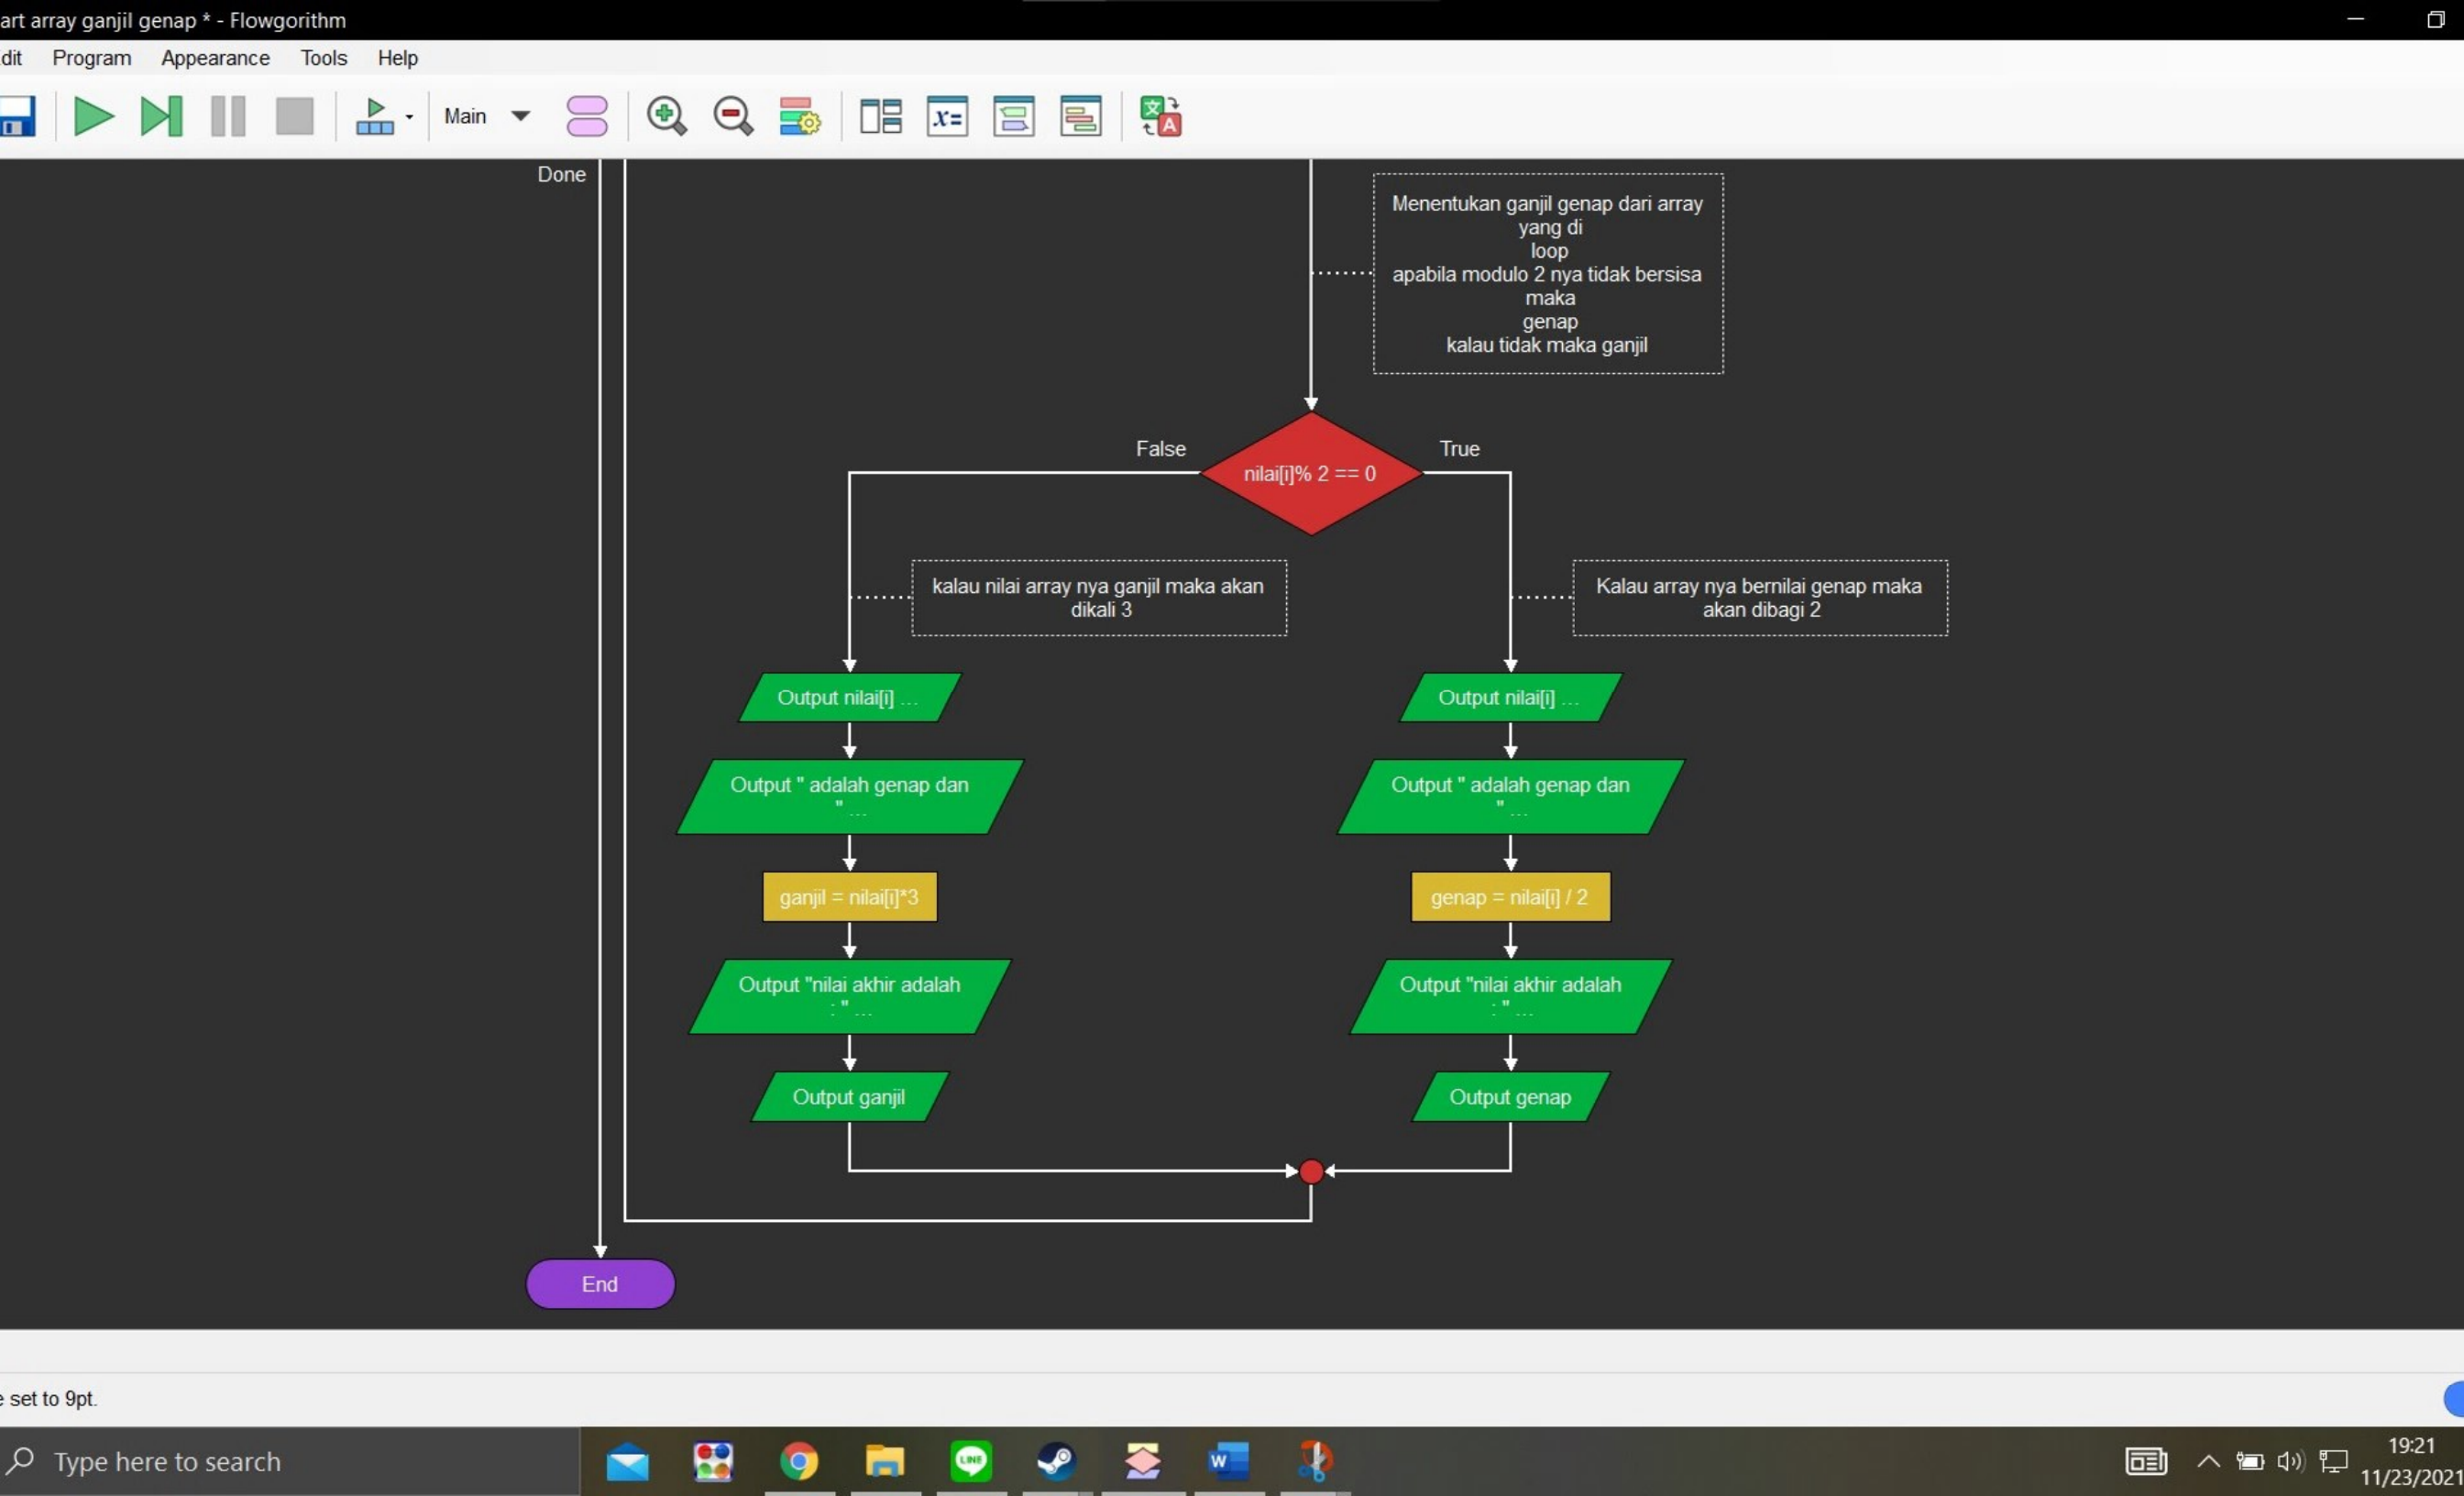 art array ganjil genap * - Flowgorithm
dit Program Appearance Tools Help
Main
x=
文
A
Done
Menentukan ganjil genap dari array
yang di
loop
apabila modulo 2 nya tidak bersisa
maka
genap
kalau tidak maka ganjil
False
True
nilai[i]% 2 == 0
kalau nilai array nya ganjil maka akan
dikali 3
Kalau array nya bernilai genap maka
akan dibagi 2
Output nilai[i] ...
Output nilai[i] ...
Output " adalah genap dan
" ...
Output " adalah genap dan
" ...
ganjil = nilai[i]*3
genap = nilai[i] / 2
Output "nilai akhir adalah
: " ...
Output "nilai akhir adalah
: " ...
Output ganjil
Output genap
End
e set to 9pt.
Type here to search
LINE
W
19:21
11/23/2021